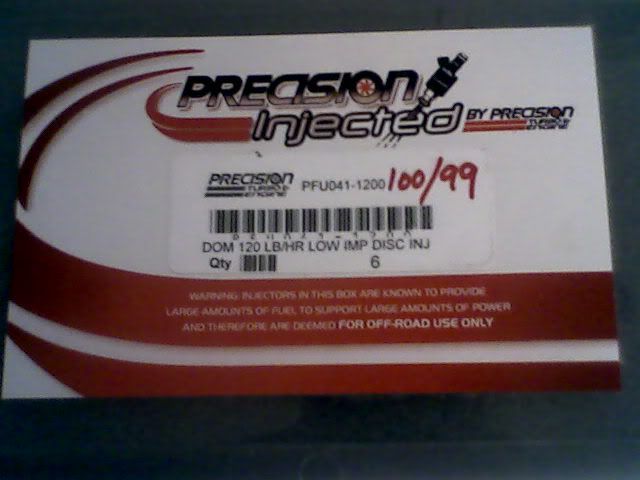 PRECISION
Injected BY PRECISION
TURBO &
ENGINE
PRECISION
TURBO &
ENGINE
PFU041-1200 100/99
DOM 120 LB/HR LOW IMP DISC INJ
Qty 6
WARNING: INJECTORS IN THIS BOX ARE KNOWN TO PROVIDE
LARGE AMOUNTS OF FUEL TO SUPPORT LARGE AMOUNTS OF POWER
AND THEREFORE ARE DEEMED FOR OFF-ROAD USE ONLY